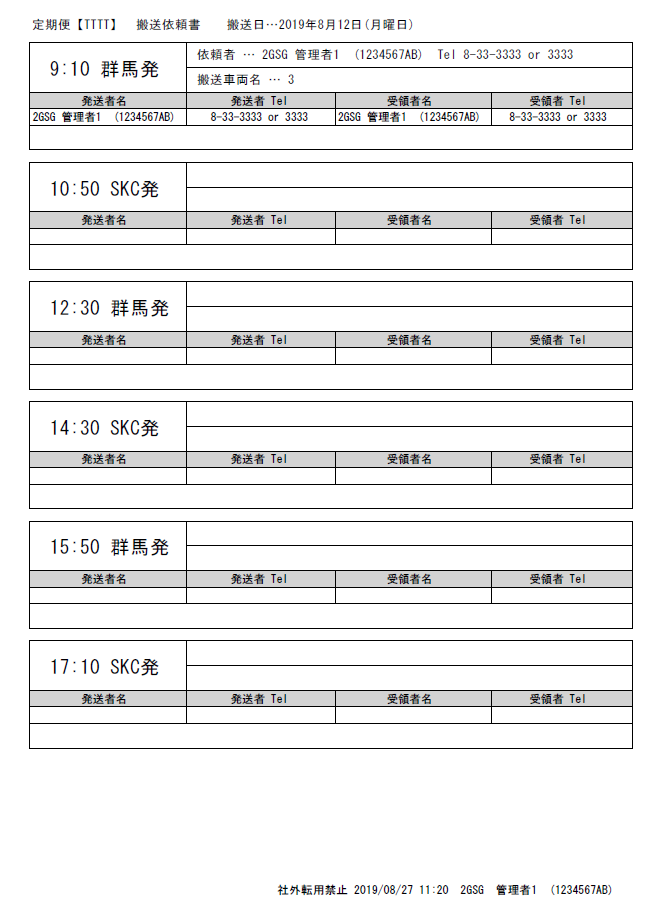 定期便【TTTT】　搬送依頼書　　搬送日…2019年8月12日(月曜日)
9:10 群馬発
依頼者 … 2GSG 管理者1　(1234567AB)　Tel 8-33-3333 or 3333
搬送車両名 … 3
発送者名　発送者 Tel　受領者名　受領者 Tel
2GSG 管理者1　(1234567AB)　8-33-3333 or 3333　2GSG 管理者1　(1234567AB)　8-33-3333 or 3333
10:50 SKC発
発送者名　発送者 Tel　受領者名　受領者 Tel
12:30 群馬発
発送者名　発送者 Tel　受領者名　受領者 Tel
14:30 SKC発
発送者名　発送者 Tel　受領者名　受領者 Tel
15:50 群馬発
発送者名　発送者 Tel　受領者名　受領者 Tel
17:10 SKC発
発送者名　発送者 Tel　受領者名　受領者 Tel
社外転用禁止 2019/08/27 11:20　2GSG　管理者1　(1234567AB)